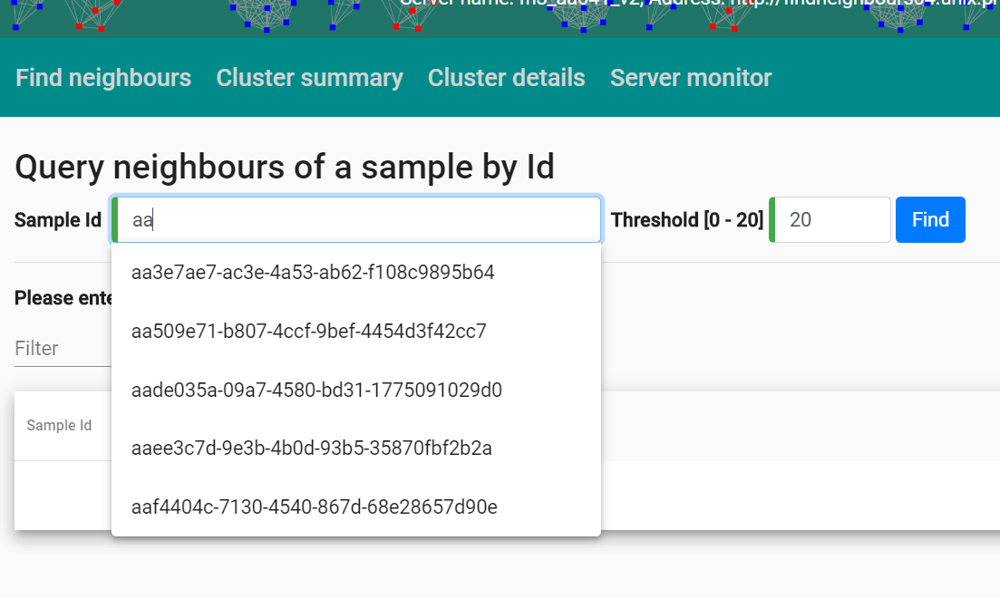 Find neighbours Cluster summary Cluster details Server monitor
Query neighbours of a sample by Id
Sample Id aa Threshold [0 - 20] 20 Find
aa3e7ae7-ac3e-4a53-ab62-f108c9895b64
Please ente
aa509e71-b807-4ccf-9bef-4454d3f42cc7
Filter
aade035a-09a7-4580-bd31-1775091029d0
Sample Id
aaee3c7d-9e3b-4b0d-93b5-35870fbf2b2a
aaf4404c-7130-4540-867d-68e28657d90e